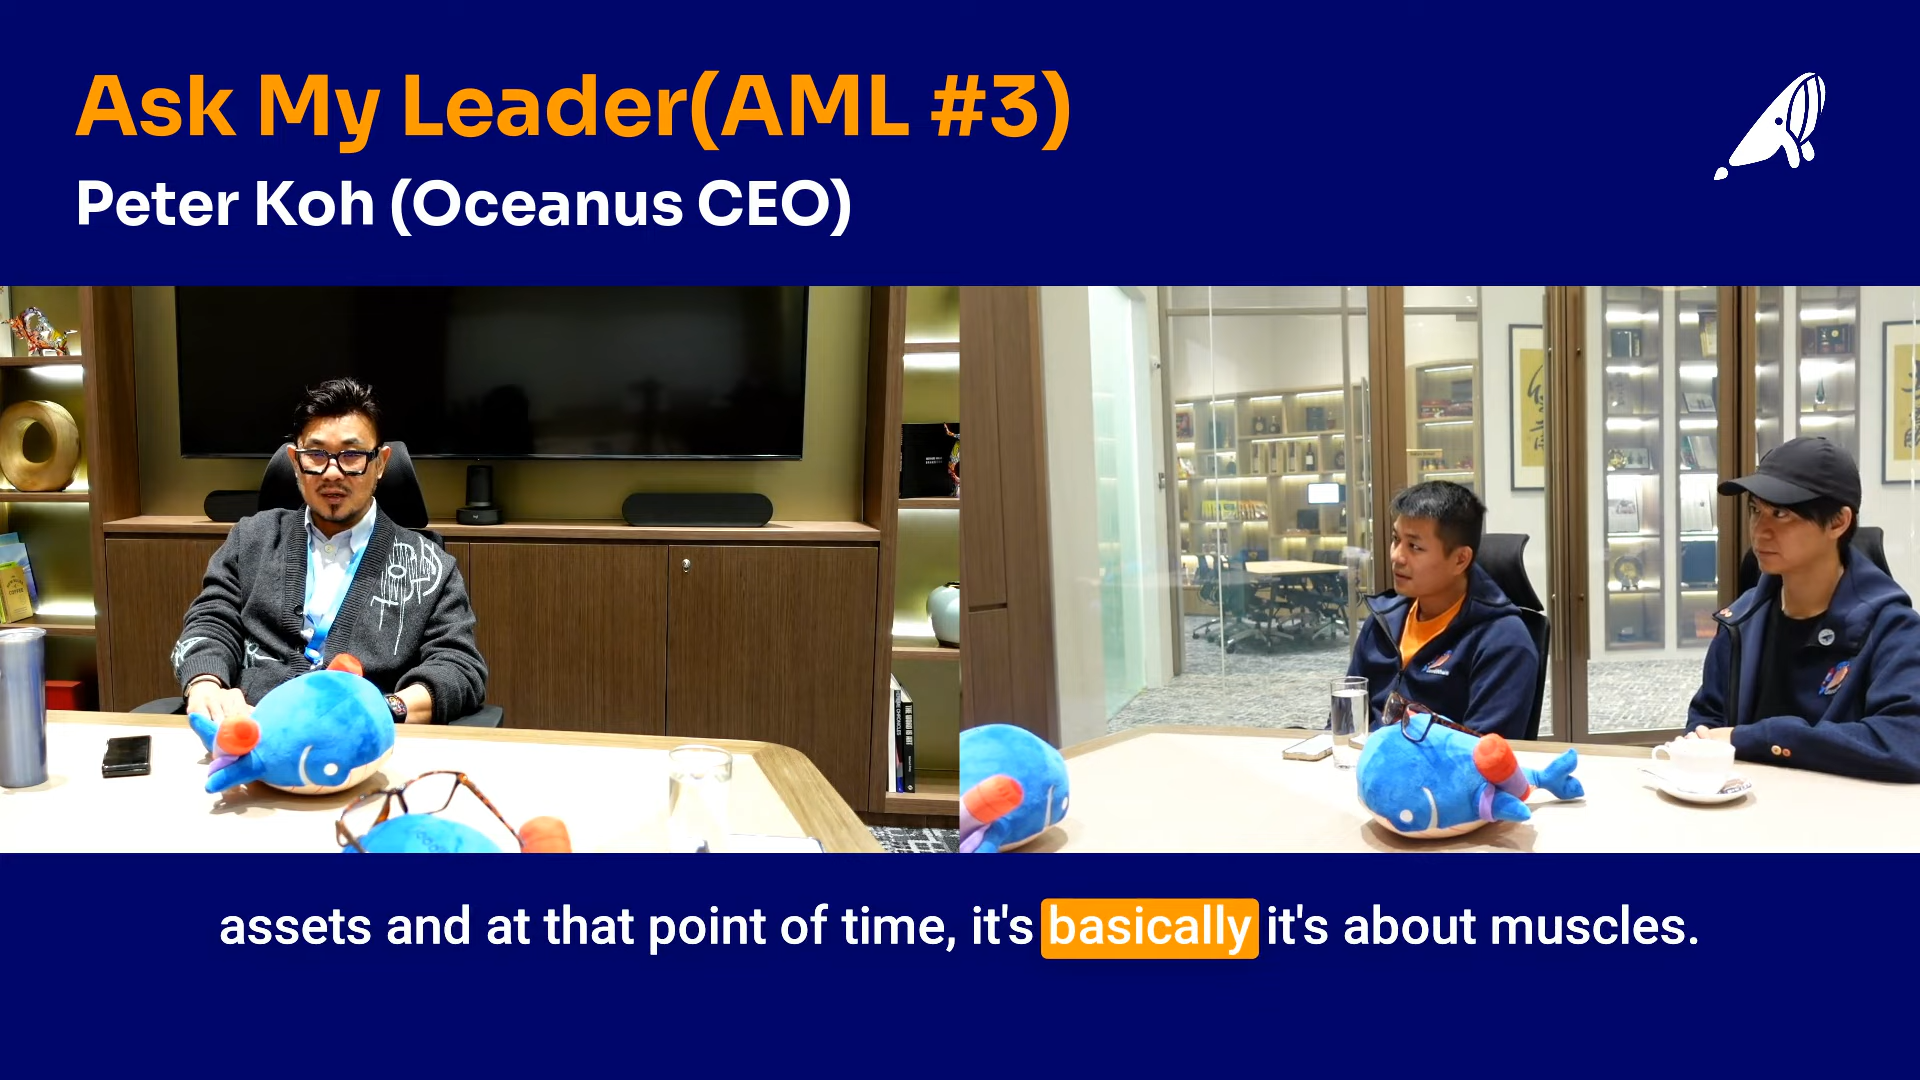 Ask My Leader(AML #3)
Peter Koh (Oceanus CEO)
assets and at that point of time, it's basically it's about muscles.